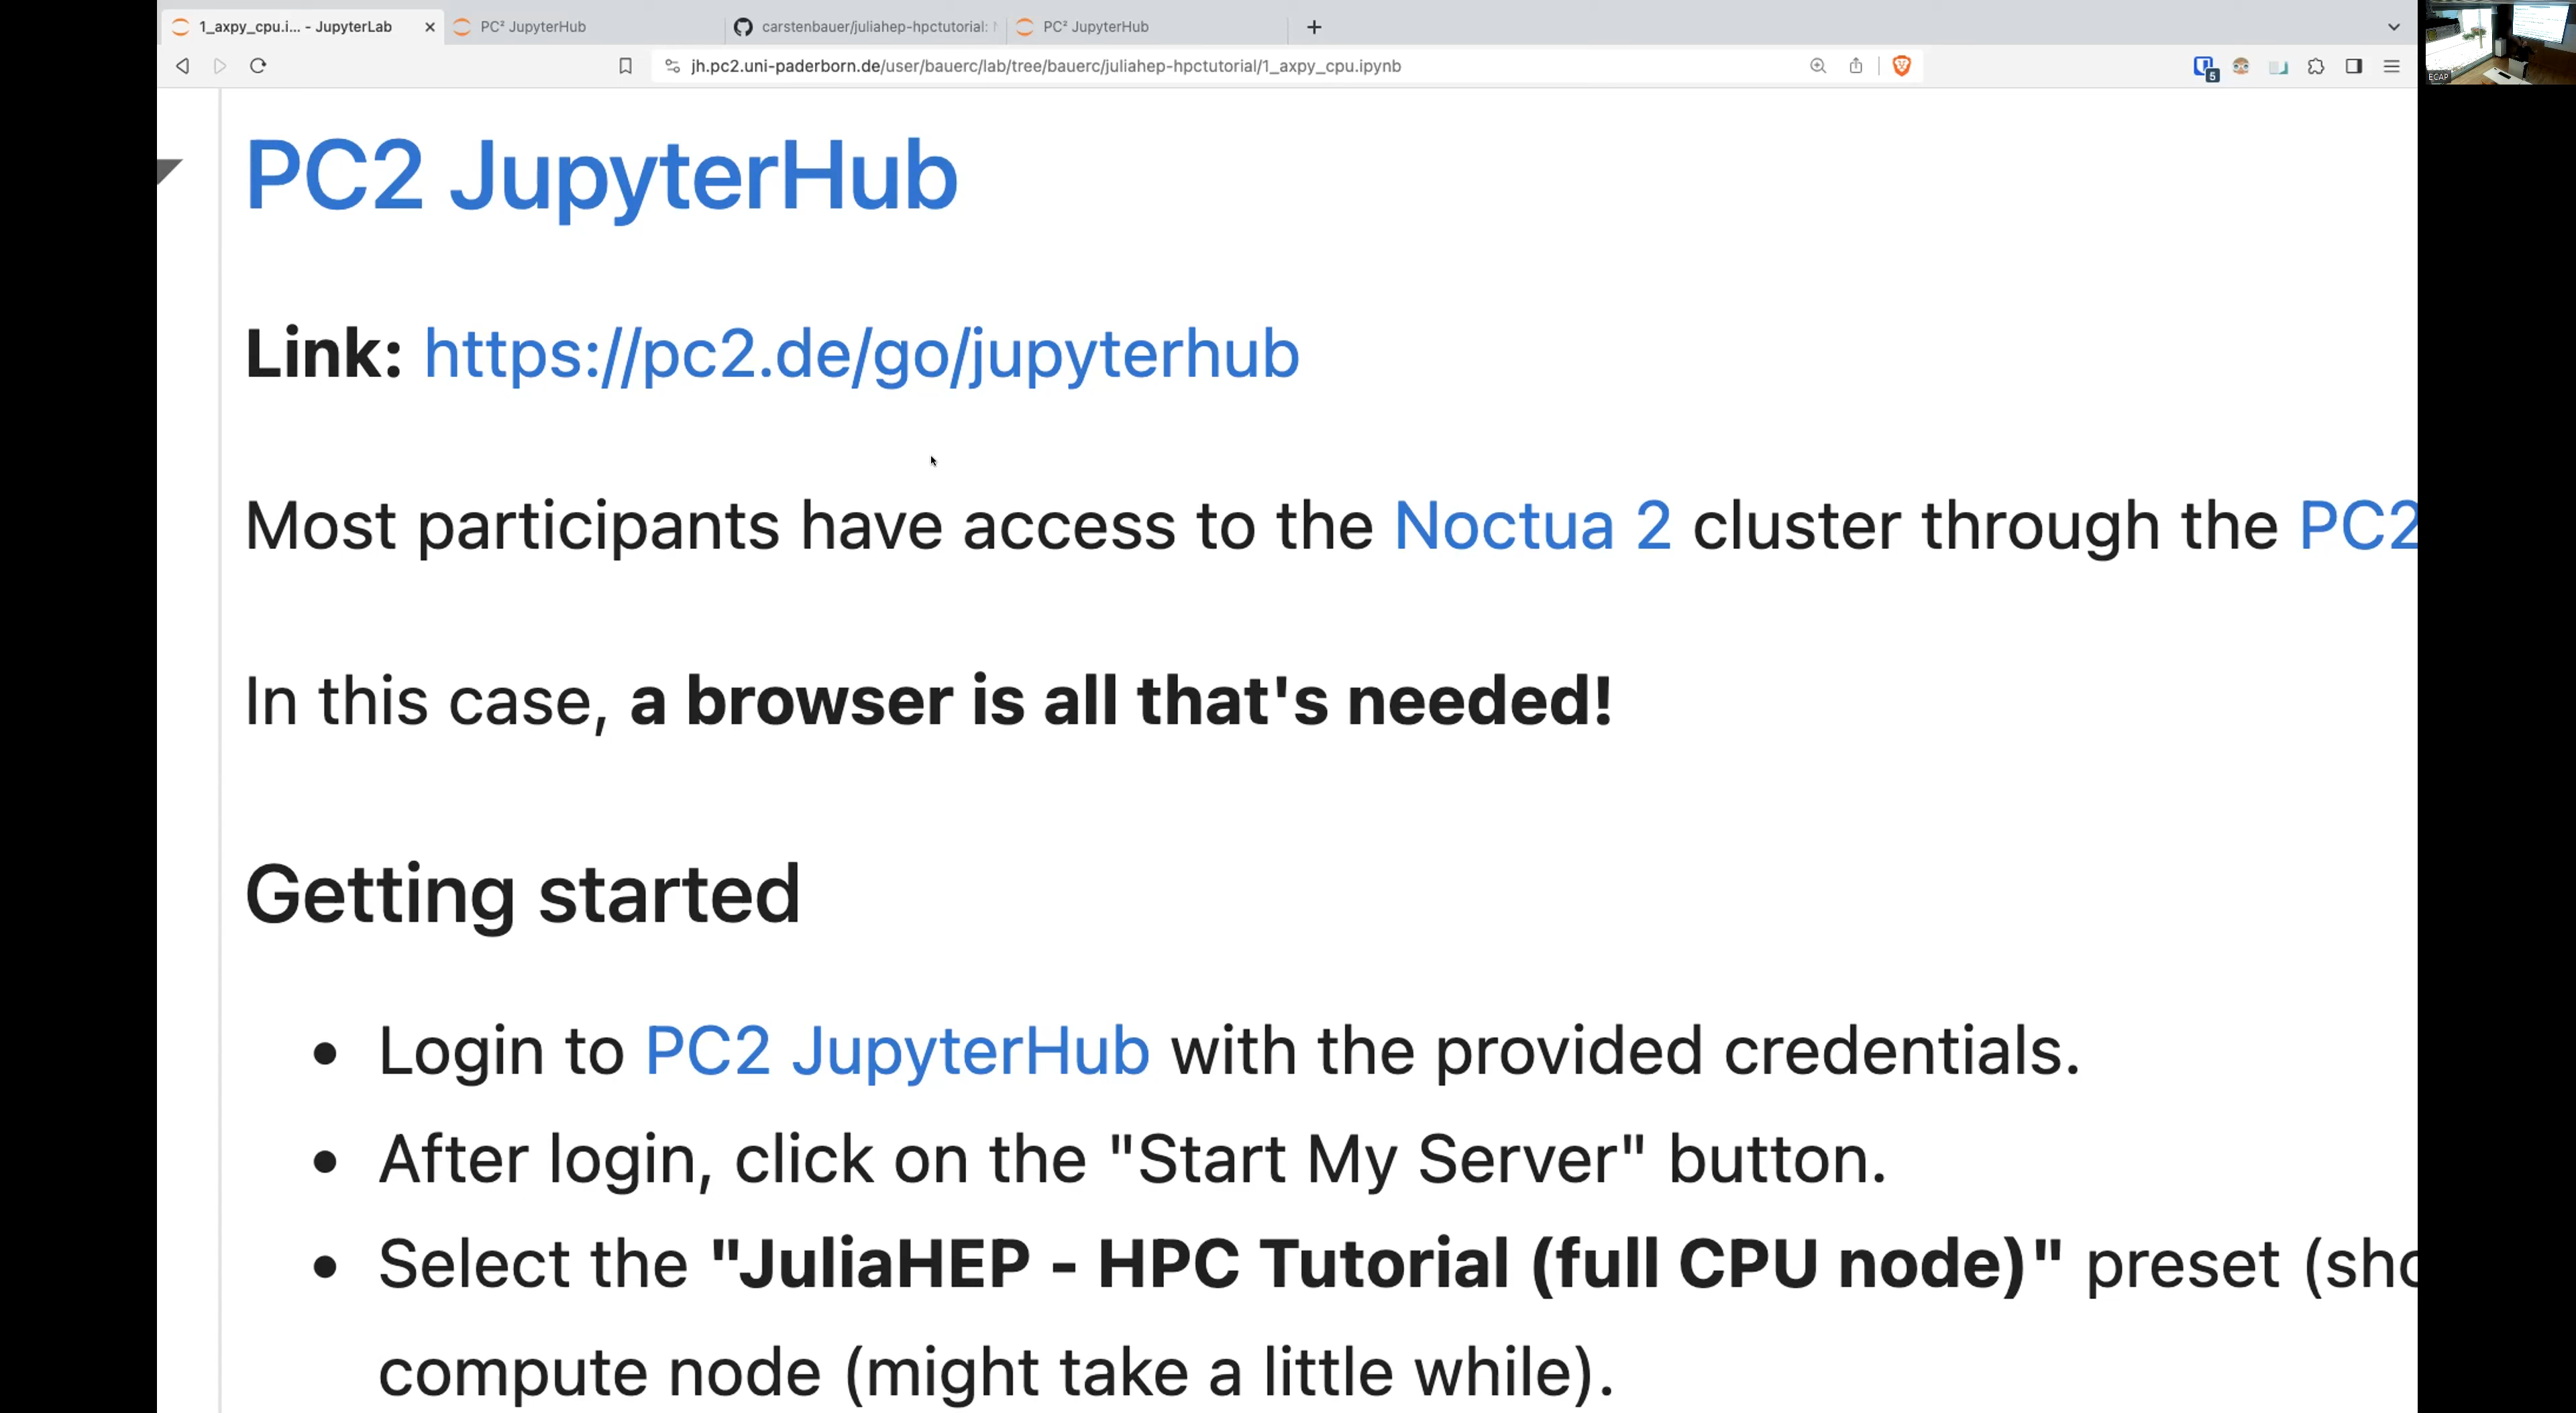 1_axpy_cpu.i... - JupyterLab
PC² JupyterHub
carstenbauer/juliahep-hpctutorial:
PC² JupyterHub
jh.pc2.uni-paderborn.de/user/bauerc/lab/tree/bauerc/juliahep-hpctutorial/1_axpy_cpu.ipynb
5
ECAP
PC2 JupyterHub
Link: https://pc2.de/go/jupyterhub
Most participants have access to the Noctua 2 cluster through the PC2
In this case, a browser is all that's needed!
Getting started
• Login to PC2 JupyterHub with the provided credentials.
• After login, click on the "Start My Server" button.
• Select the "JuliaHEP - HPC Tutorial (full CPU node)" preset (sho
compute node (might take a little while).